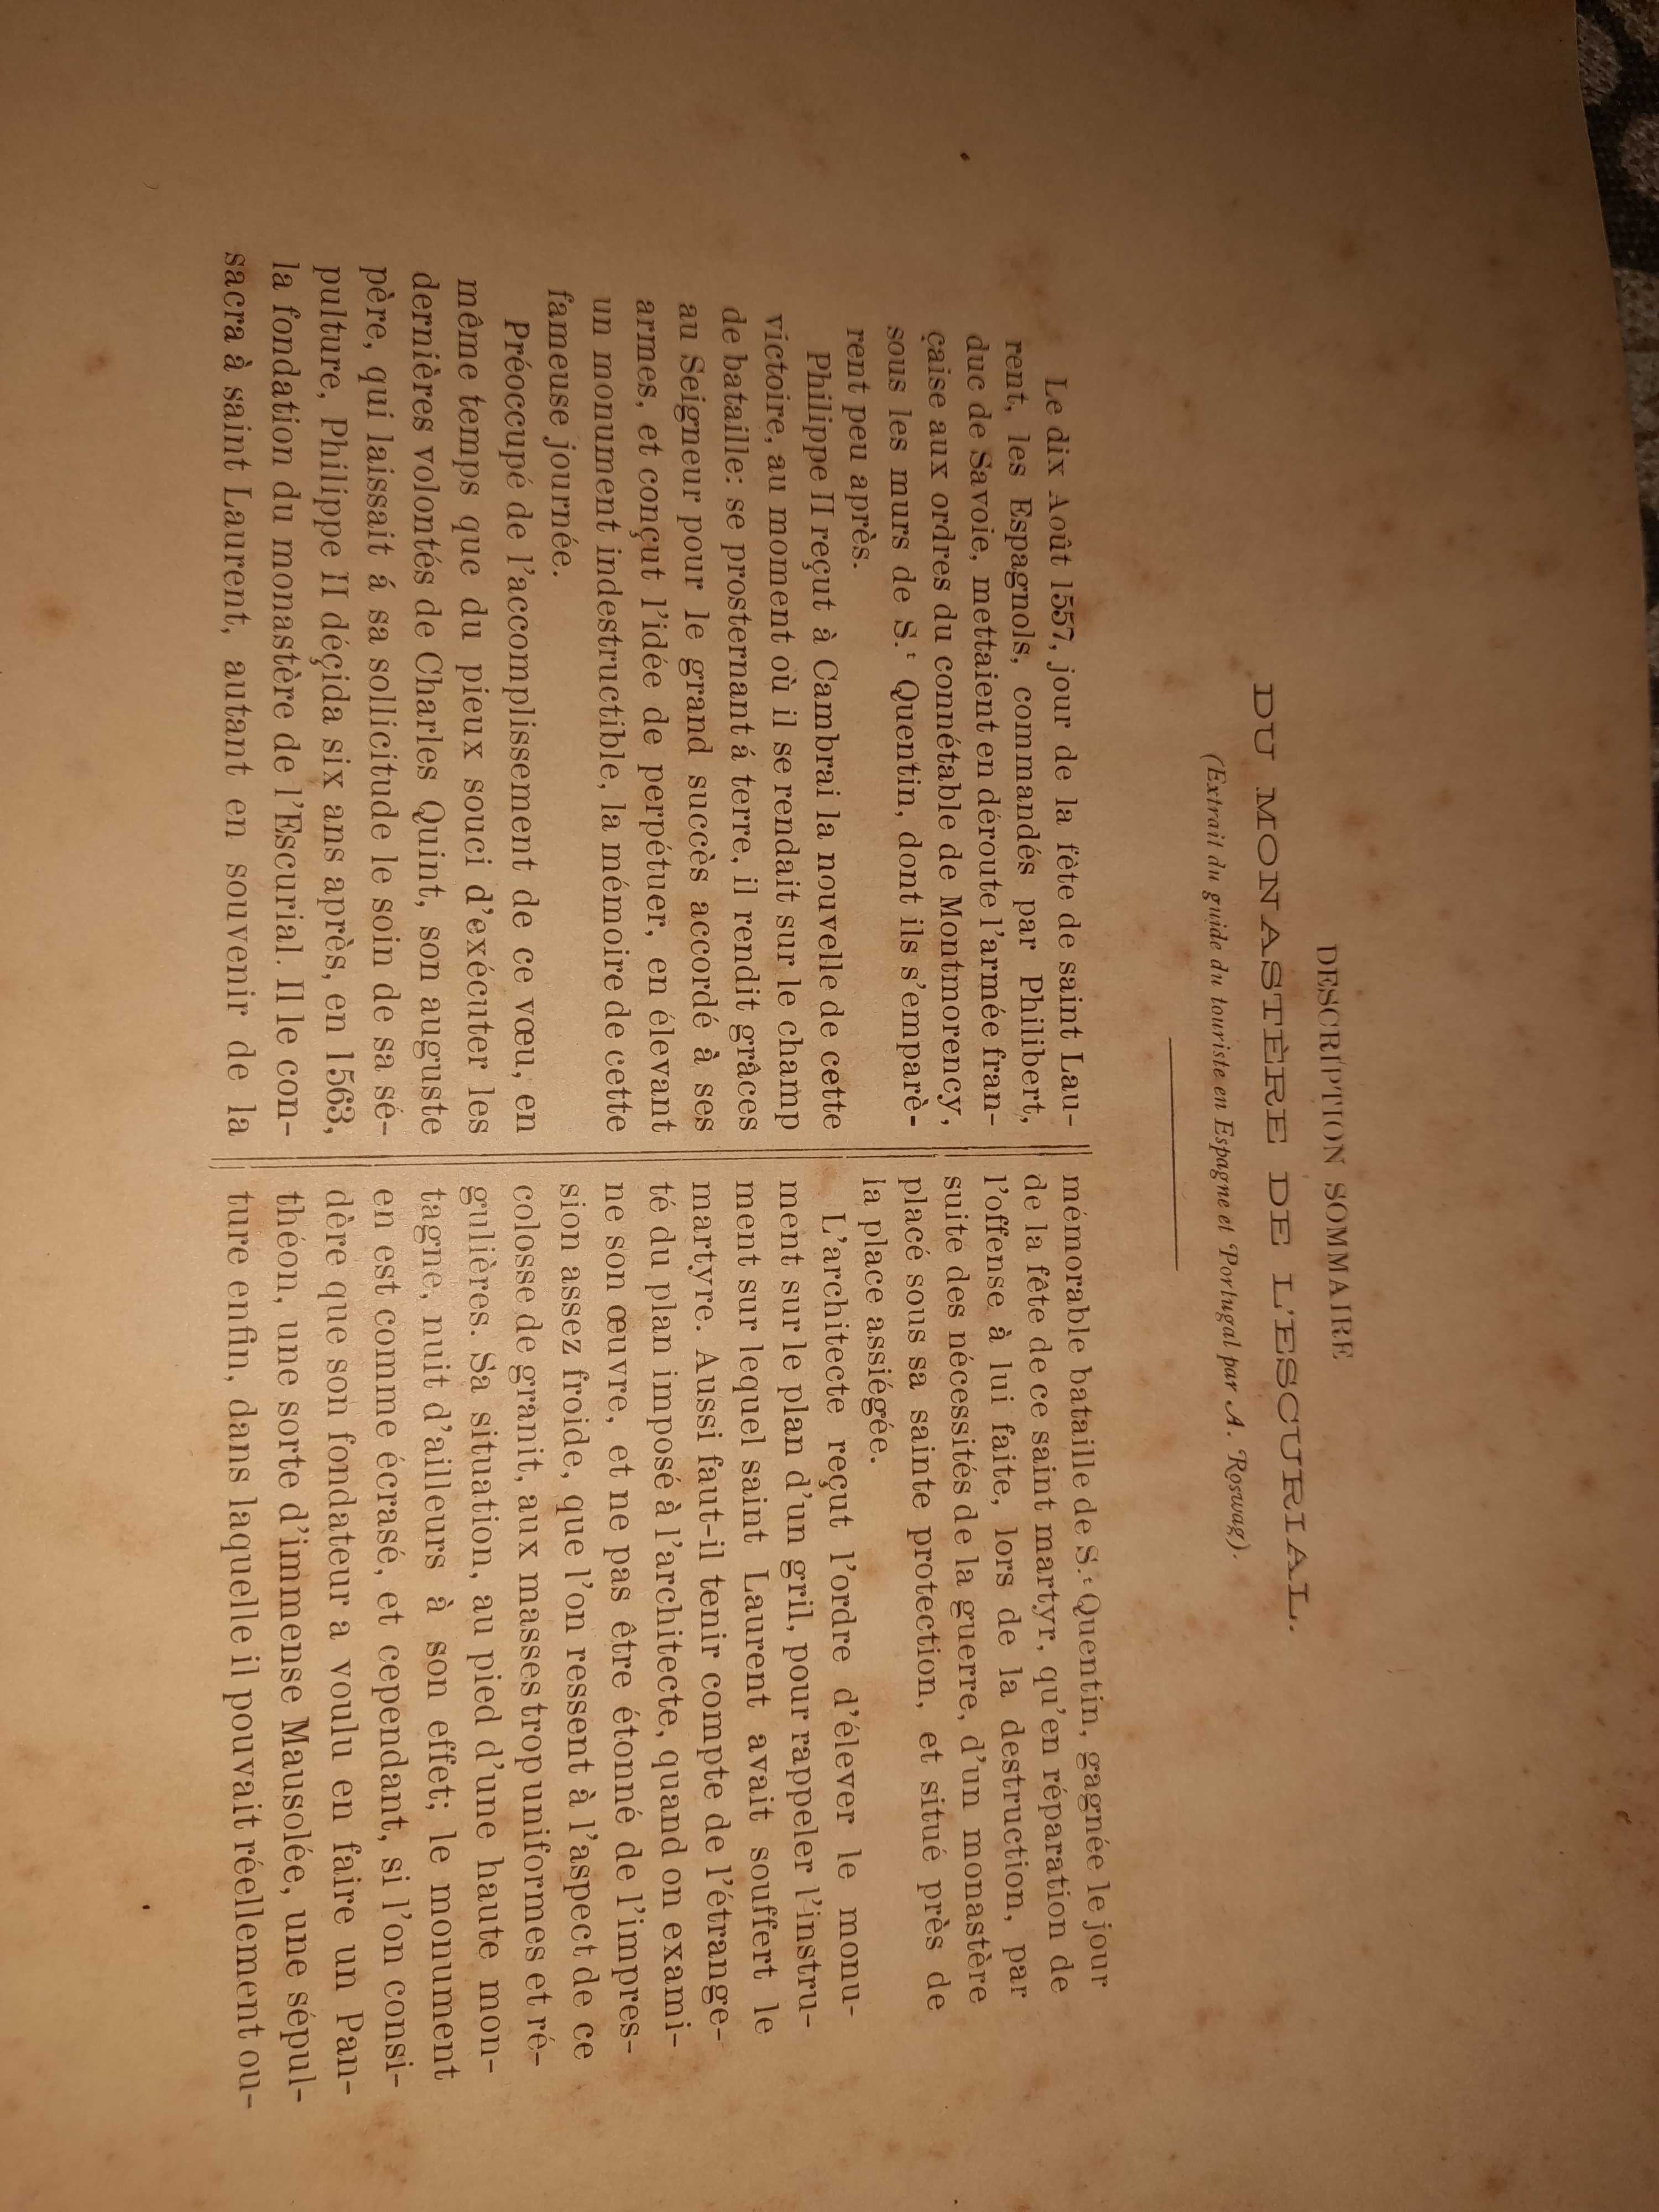 DESCRIPTION SOMMAIRE
DU MONASTÈRE DE L'ESCURIAL.
(Extrait du guide du touriste en Espagne et Portugal par A. Roswag).
Le dix Août 1557, jour de la fète de saint Lau-
rent, les Espagnols, commandés par Philibert,
duc de Savoie, mettaient en déroute l'armée fran-
çaise aux ordres du connétable de Montmorency,
sous les murs de S.t Quentin, dont ils s'emparè-
rent peu après.
Philippe II reçut à Cambrai la nouvelle de cette
victoire, au moment où il se rendait sur le champ
de bataille: se prosternant á terre, il rendit grâces
au Seigneur pour le grand succès accordé à ses
armes, et conçut l'idée de perpétuer, en élevant
un monument indestructible, la mémoire de cette
fameuse journée.
Préoccupé de l'accomplissement de ce vœu, en
même temps que du pieux souci d'exécuter les
dernières volontés de Charles Quint, son auguste
père, qui laissait á sa sollicitude le soin de sa sé-
pulture, Philippe II déçida six ans après, en 1563,
la fondation du monastère de l'Escurial. Il le con-
sacra à saint Laurent, autant en souvenir de la
mémorable bataille de S.t Quentin, gagnée le jour
de la fête de ce saint martyr, qu'en réparation de
l'offense à lui faite, lors de la destruction, par
suite des nécessités de la guerre, d'un monastère
placé sous sa sainte protection, et situé près de
la place assiégée.
L'architecte reçut l'ordre d'élever le monu-
ment sur le plan d'un gril, pour rappeler l'instru-
ment sur lequel saint Laurent avait souffert le
martyre. Aussi faut-il tenir compte de l'étrange-
té du plan imposé à l'architecte, quand on exami-
ne son œuvre, et ne pas être étonné de l'impres-
sion assez froide, que l'on ressent à l'aspect de ce
colosse de granit, aux masses trop uniformes et ré-
gulières. Sa situation, au pied d'une haute mon-
tagne, nuit d'ailleurs à son effet; le monument
en est comme écrasé, et cependant, si l'on consi-
dère que son fondateur a voulu en faire un Pan-
théon, une sorte d'immense Mausolée, une sépul-
ture enfin, dans laquelle il pouvait réellement ou-